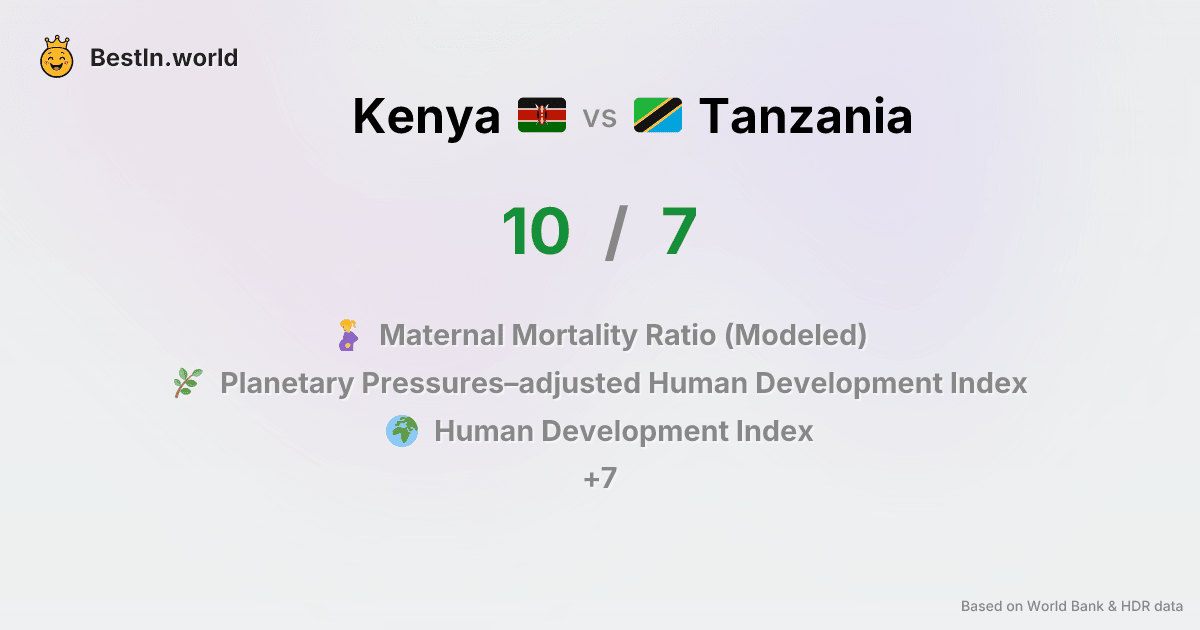 BestIn.world
Kenya vs Tanzania
10 / 7
Maternal Mortality Ratio (Modeled)
Planetary Pressures–adjusted Human Development Index
Human Development Index
+7
Based on World Bank & HDR data